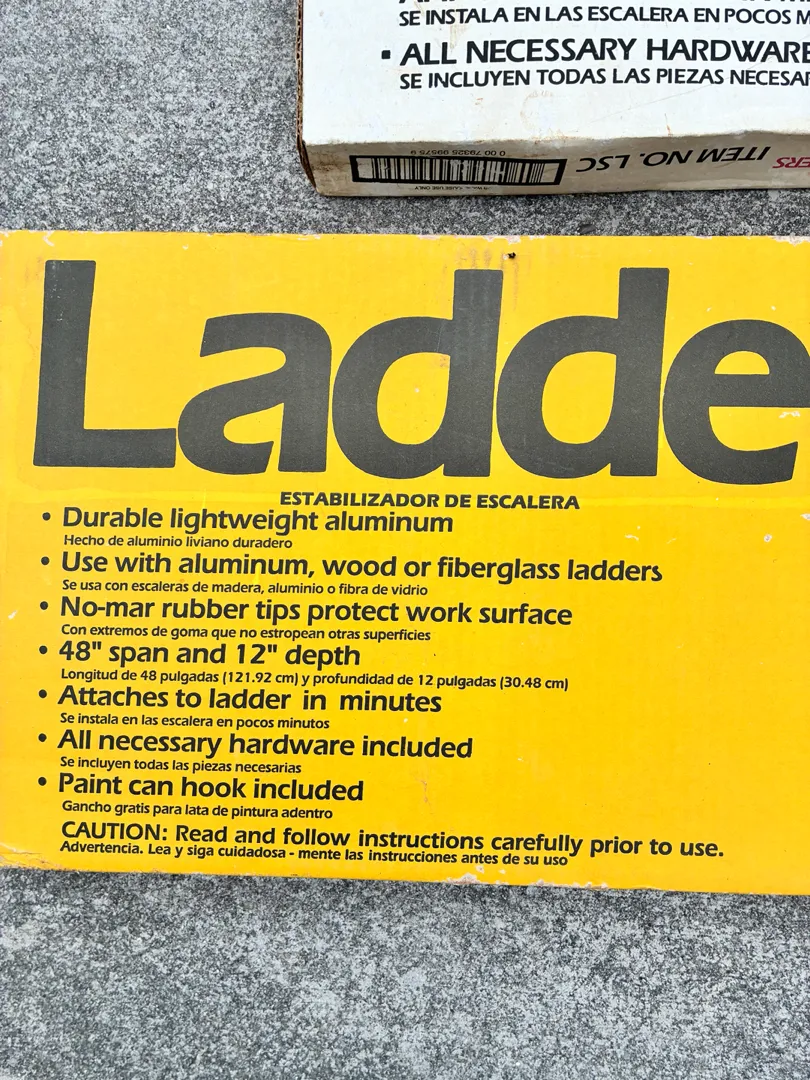 SE INSTALA EN LAS ESCALERA EN POCOS M
▪ ALL NECESSARY HARDWARE
SE INCLUYEN TODAS LAS PIEZAS NECESAR
0 00 79325 99575 9
ITEM NO. LSC
ERS
Ladde
ESTABILIZADOR DE ESCALERA
• Durable lightweight aluminum
Hecho de aluminio liviano duradero
• Use with aluminum, wood or fiberglass ladders
Se usa con escaleras de madera, aluminio o fibra de vidrio
• No-mar rubber tips protect work surface
Con extremos de goma que no estropean otras superficies
• 48" span and 12" depth
Longitud de 48 pulgadas (121.92 cm) y profundidad de 12 pulgadas (30.48 cm)
• Attaches to ladder in minutes
Se instala en las escalera en pocos minutos
• All necessary hardware included
Se incluyen todas las piezas necesarias
• Paint can hook included
Gancho gratis para lata de pintura adentro
CAUTION: Read and follow instructions carefully prior to use.
Advertencia. Lea y siga cuidadosa - mente las instrucciones antes de su uso